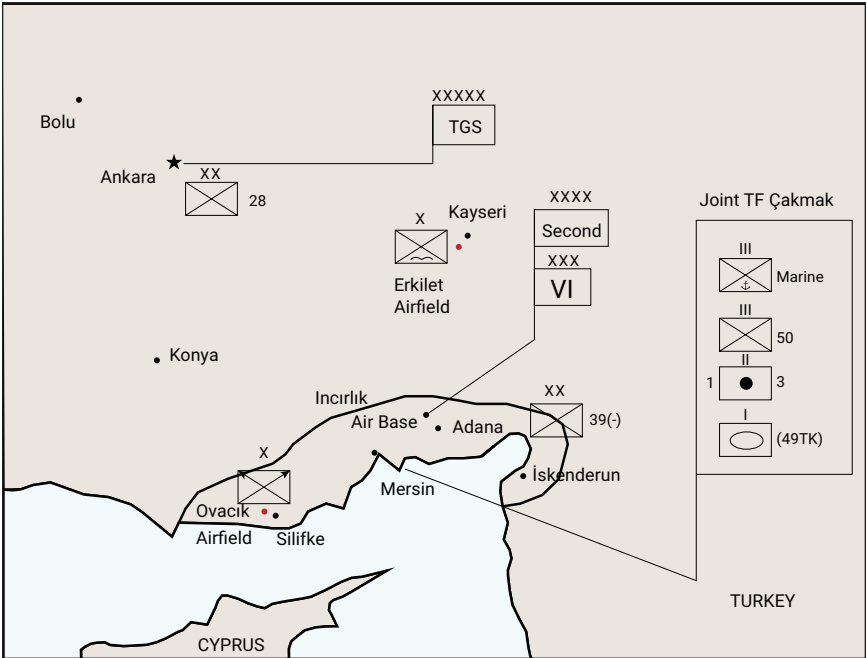 XXXXX
TGS
Bolu
Ankara
XX
28
XXXX
Second
XXX
VI
X
Kayseri
Erkilet
Airfield
Joint TF Çakmak
III
Marine
III
50
II
1
3
I
(49TK)
Konya
Incırlık
Air Base
Adana
XX
39(-)
X
Mersin
İskenderun
Ovacık
Airfield
Silifke
TURKEY
CYPRUS